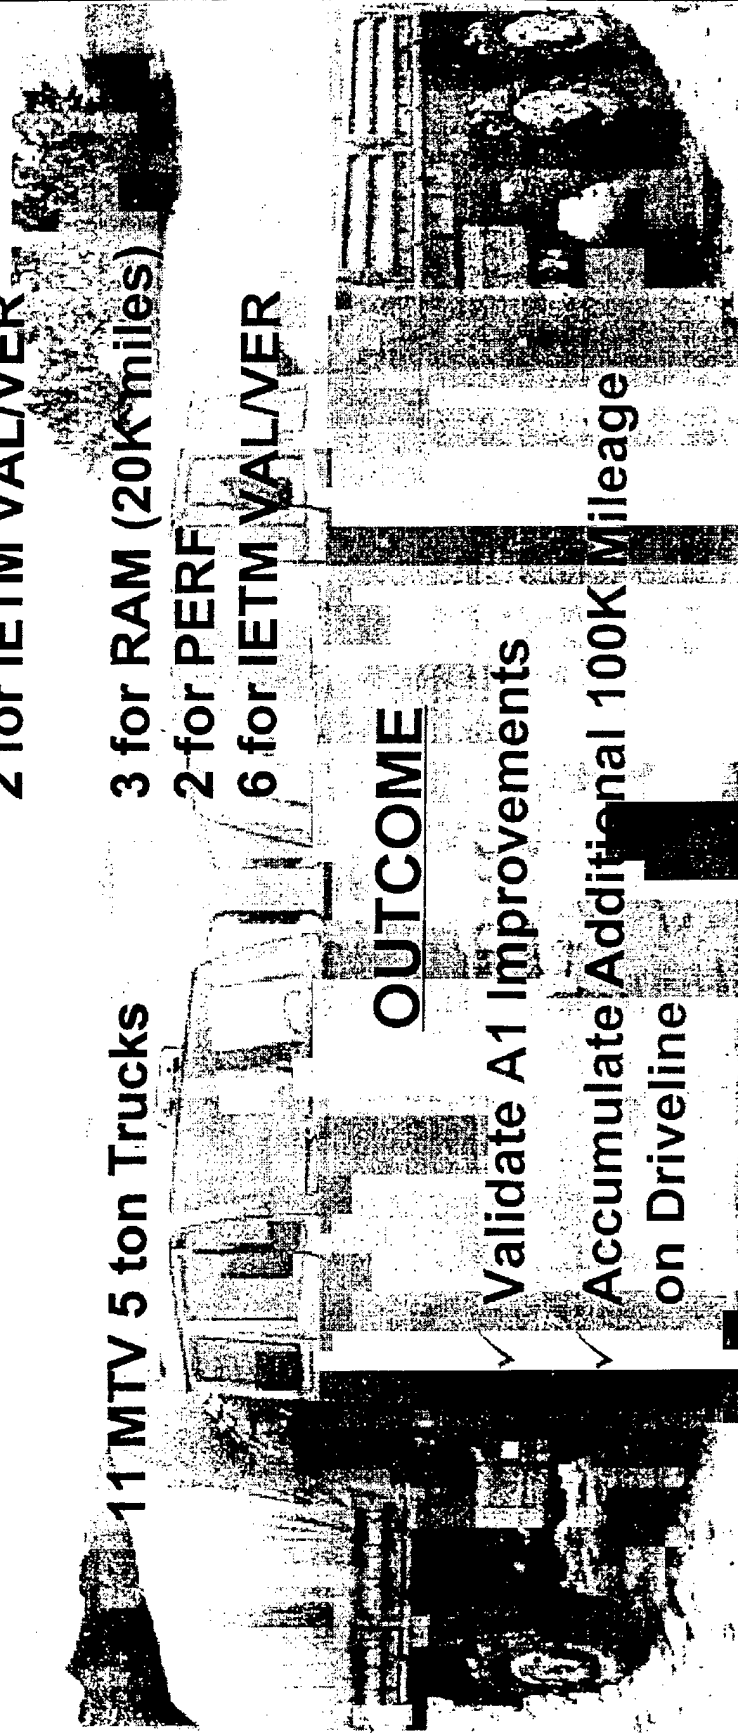 2 for IETM VAL/VER
11 MTV 5 ton Trucks
3 for RAM (20K miles)
2 for PERF
6 for IETM VAL/VER
OUTCOME
✓ Validate A1 Improvements
✓ Accumulate Additional 100K Mileage
on Driveline